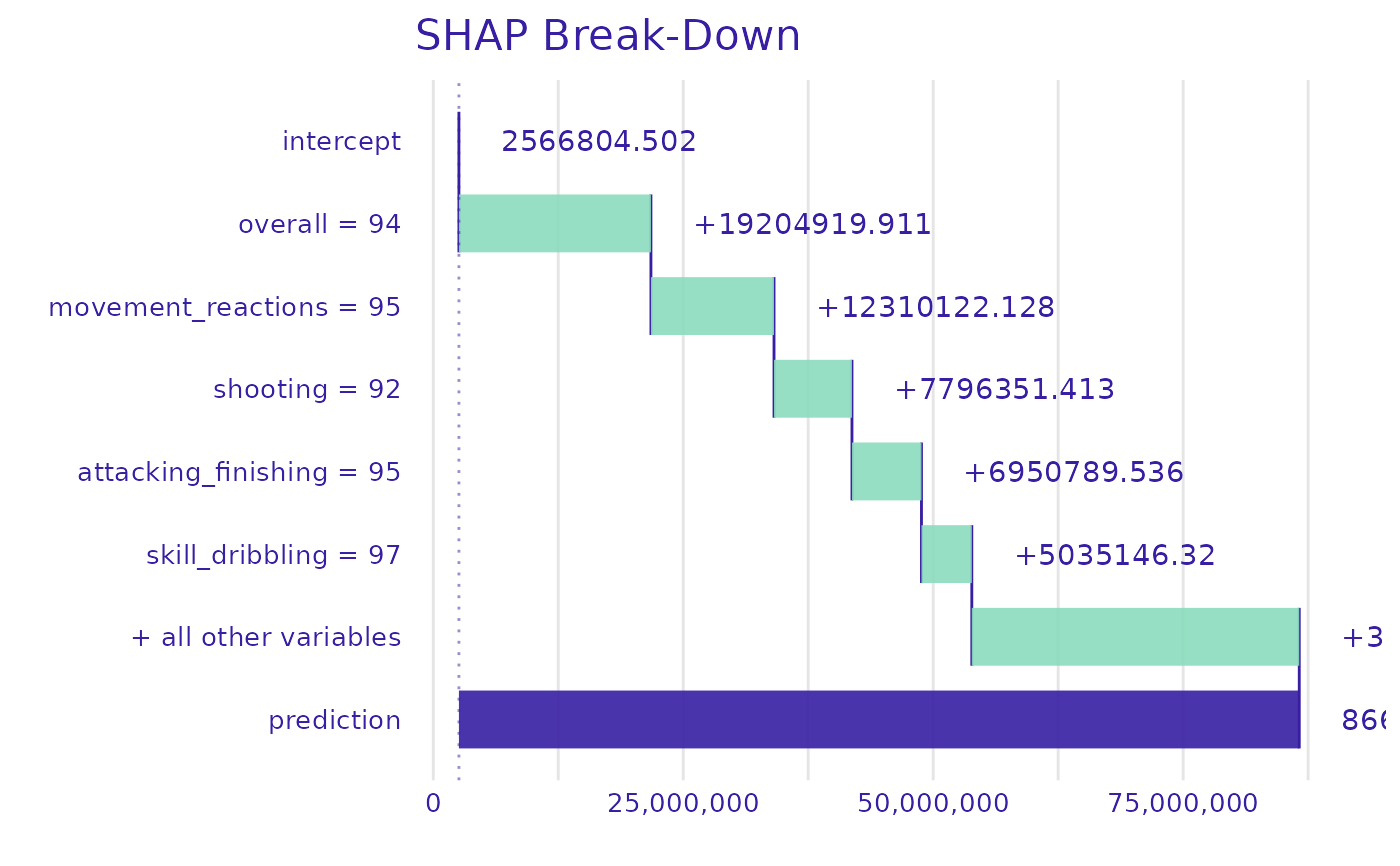 SHAP Break-Down
intercept 2566804.502
overall = 94 +19204919.911
movement_reactions = 95 +12310122.128
shooting = 92 +7796351.413
attacking_finishing = 95 +6950789.536
skill_dribbling = 97 +5035146.32
+ all other variables +3
prediction 866
0 25,000,000 50,000,000 75,000,000